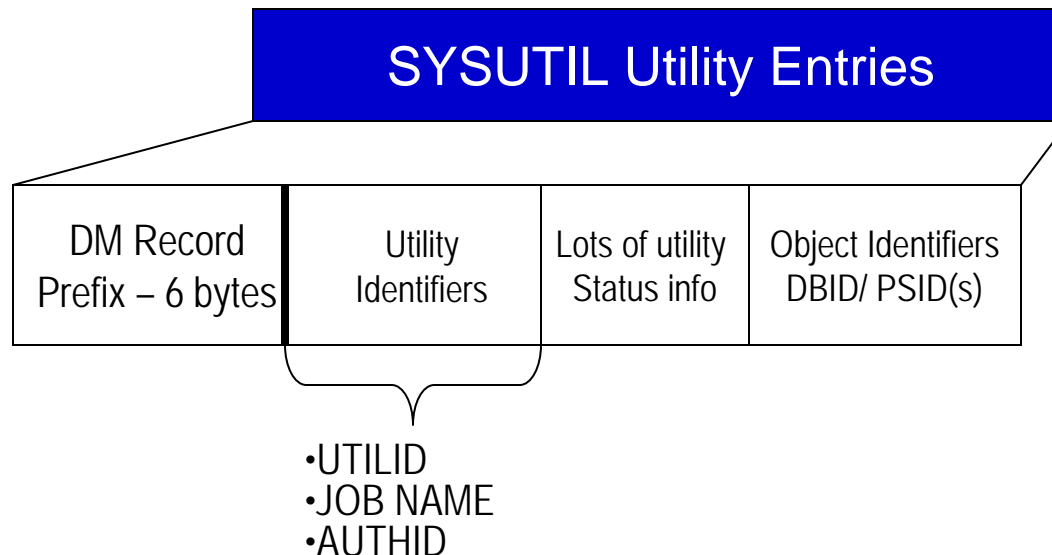 SYSUTIL Utility Entries
DM Record
Prefix – 6 bytes
Utility
Identifiers
Lots of utility
Status info
Object Identifiers
DBID/ PSID(s)
•UTILID
•JOB NAME
•AUTHID